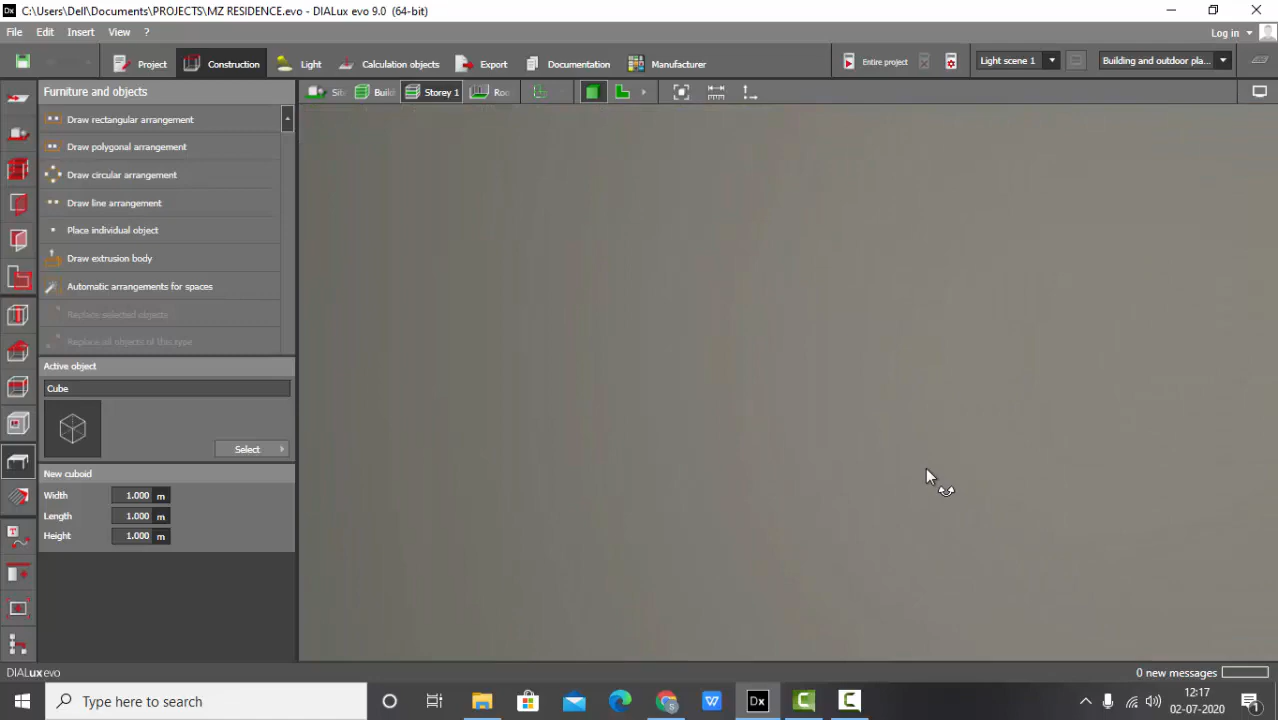 C:\Users\Dell\Documents\PROJECTS\MZ RESIDENCE.evo - DIALux evo 9.0 (64-bit)
File Edit Insert View ?
Log in
Project Construction Light Calculation objects Export Documentation Manufacturer Entire project Light scene 1 Building and outdoor pla...
Furniture and objects
Sit Build Storey 1 Roo
Draw rectangular arrangement
Draw polygonal arrangement
Draw circular arrangement
Draw line arrangement
Place individual object
Draw extrusion body
Automatic arrangements for spaces
Replace selected objects
Replace all objects of this type
Active object
Cube
Select
New cuboid
Width 1.000 m
Length 1.000 m
Height 1.000 m
DIALux evo
0 new messages
Type here to search
Dx
12:17
02-07-2020
1